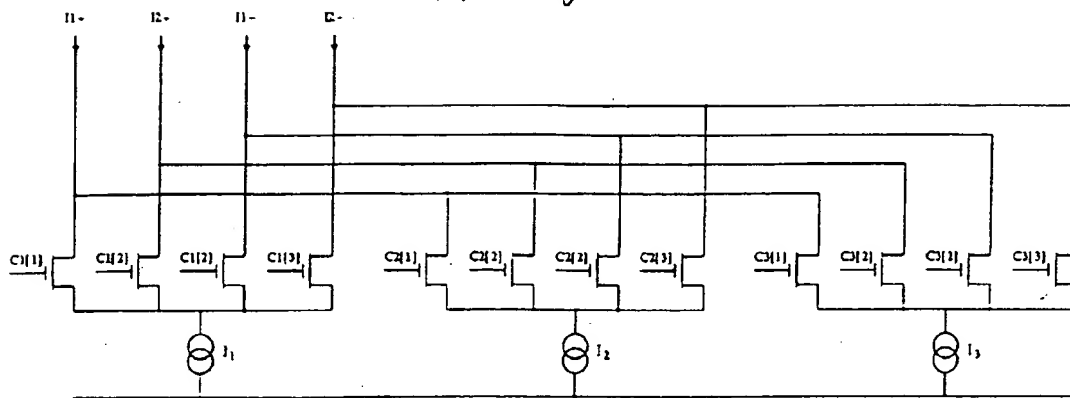 I1+ I2+ I1- I2-
C1[1] C1[2] C1[2] C1[3] C2[1] C2[2] C2[2] C2[3] C3[1] C3[2] C3[2] C3[3]
I1 I2 I3